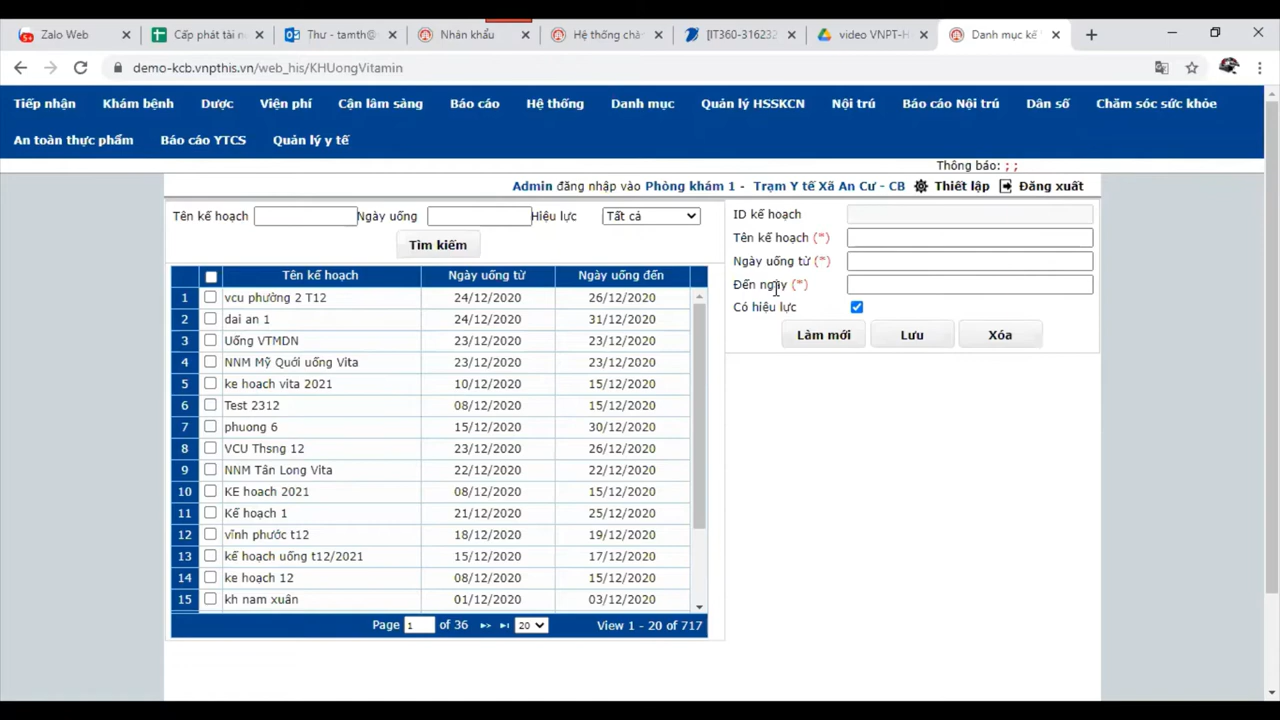 Zalo Web
Cấp phát tài n
Thư - tamth@
Nhân khẩu
Hệ thống chă
[IT360-316232
video VNPT-H
Danh mục kế
demo-kcb.vnpthis.vn/web_his/KHUongVitamin
Tiếp nhận Khám bệnh Dược Viện phí Cận lâm sàng Báo cáo Hệ thống Danh mục Quản lý HSSKCN Nội trú Báo cáo Nội trú Dân số Chăm sóc sức khỏe
An toàn thực phẩm Báo cáo YTCS Quản lý y tế
Thông báo: ; ;
Admin đăng nhập vào Phòng khám 1 - Trạm Y tế Xã An Cư - CB Thiết lập Đăng xuất
Tên kế hoạch Ngày uống Hiệu lực Tất cả
Tìm kiếm
ID kế hoạch
Tên kế hoạch (*)
Ngày uống từ (*)
Đến ngày (*)
Có hiệu lực
Làm mới Lưu Xóa
Tên kế hoạch Ngày uống từ Ngày uống đến
1 vcu phường 2 T12 24/12/2020 26/12/2020
2 dai an 1 24/12/2020 31/12/2020
3 Uống VTMDN 23/12/2020 23/12/2020
4 NNM Mỹ Quới uống Vita 23/12/2020 23/12/2020
5 ke hoach vita 2021 10/12/2020 15/12/2020
6 Test 2312 08/12/2020 15/12/2020
7 phuong 6 15/12/2020 30/12/2020
8 VCU Thsng 12 23/12/2020 26/12/2020
9 NNM Tân Long Vita 22/12/2020 22/12/2020
10 KE hoach 2021 08/12/2020 15/12/2020
11 Kế hoạch 1 21/12/2020 25/12/2020
12 vĩnh phước t12 18/12/2020 19/12/2020
13 kế hoạch uống t12/2021 15/12/2020 17/12/2020
14 ke hoạch 12 08/12/2020 15/12/2020
15 kh nam xuân 01/12/2020 03/12/2020
Page 1 of 36 20 View 1 - 20 of 717